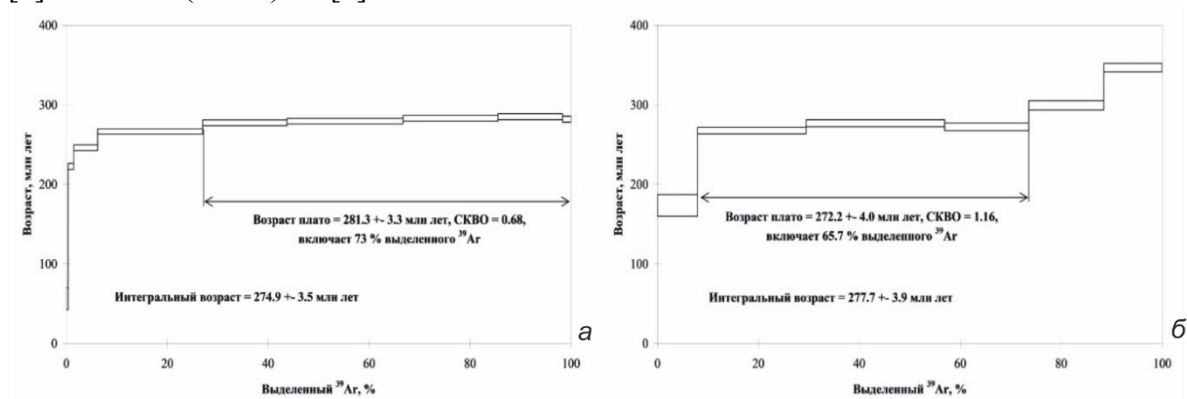 400
300
200
100
0
Возраст, млн лет
Возраст плато = 281.3 +- 3.3 млн лет, СКВО = 0.68,
включает 73 % выделенного ³⁹Ar
Интегральный возраст = 274.9 +- 3.5 млн лет
0 20 40 60 80 100
Выделенный ³⁹Ar, %
а
400
300
200
100
0
Возраст, млн лет
Возраст плато = 272.2 +- 4.0 млн лет, СКВО = 1.16,
включает 65.7 % выделенного ³⁹Ar
Интегральный возраст = 277.7 +- 3.9 млн лет
0 20 40 60 80 100
Выделенный ³⁹Ar, %
б